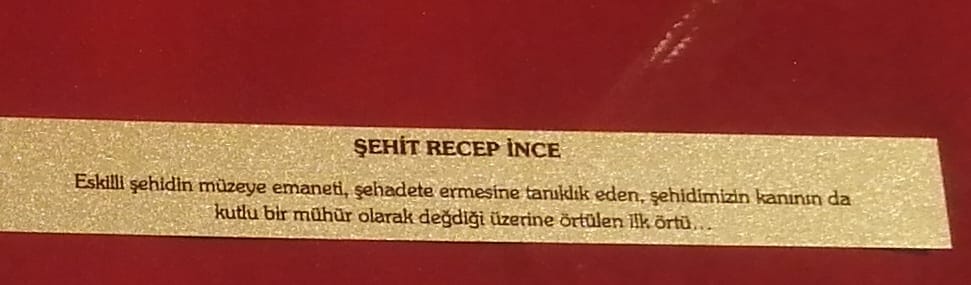 ŞEHİT RECEP İNCE
Eskilli şehidin müzeye emaneti, şehadete ermesine tanıklık eden, şehidimizin kanının da
kutlu bir mühür olarak değdiği üzerine örtülen ilk örtü...